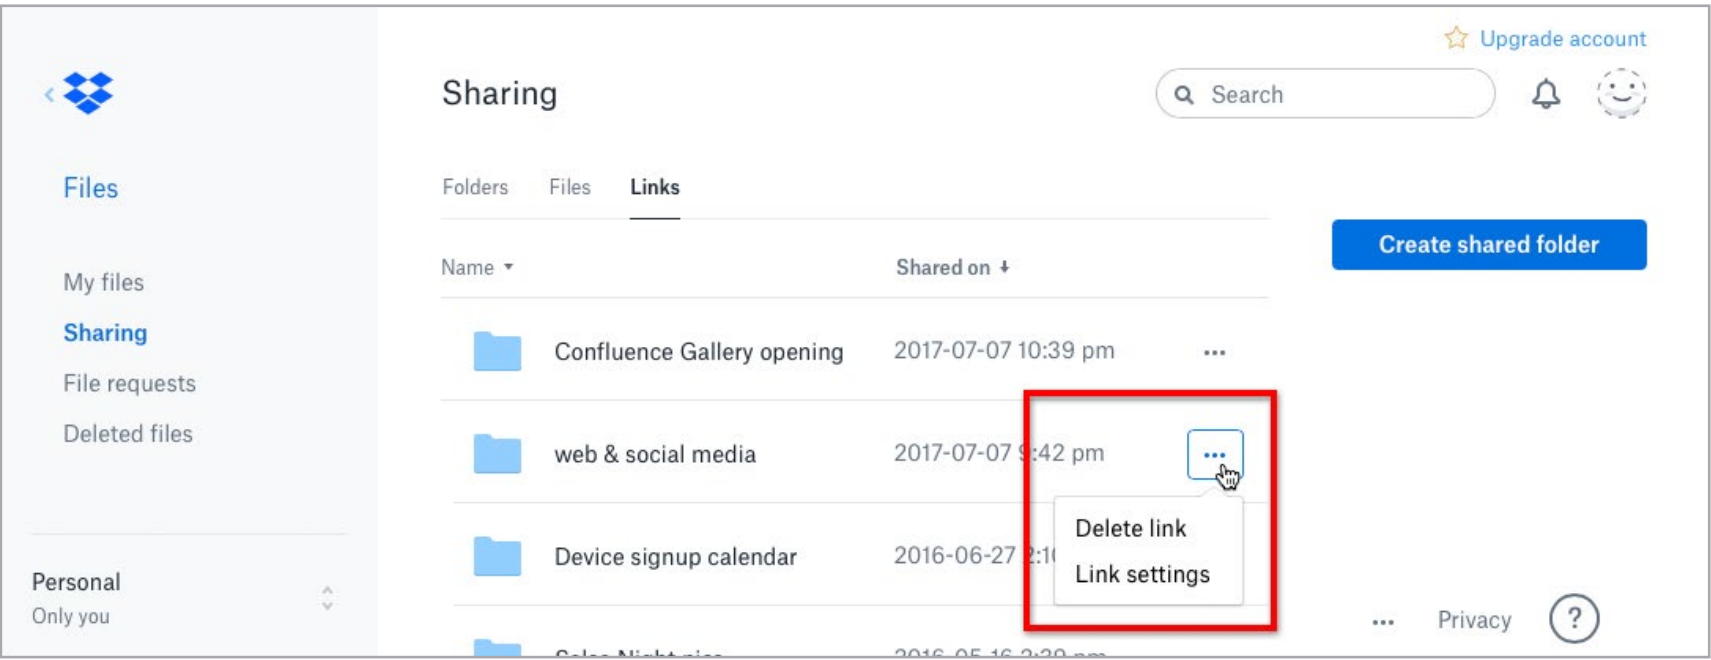 Upgrade account
Sharing
Search
Files
Folders Files Links
Create shared folder
Name Shared on
My files
Sharing
File requests
Deleted files
Confluence Gallery opening 2017-07-07 10:39 pm
web & social media 2017-07-07 9:42 pm
Delete link
Device signup calendar 2016-06-27
Link settings
Personal
Only you
Privacy
?